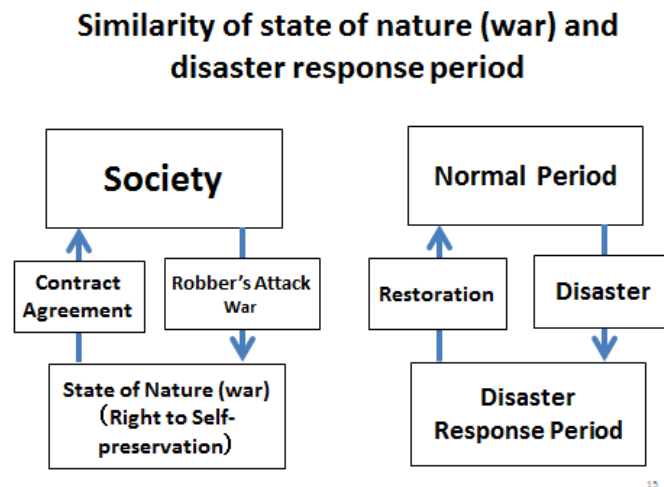 Similarity of state of nature (war) and
disaster response period
Society
Normal Period
Contract
Agreement
Robber's Attack
War
Restoration
Disaster
State of Nature (war)
（Right to Self-
preservation）
Disaster
Response Period
13